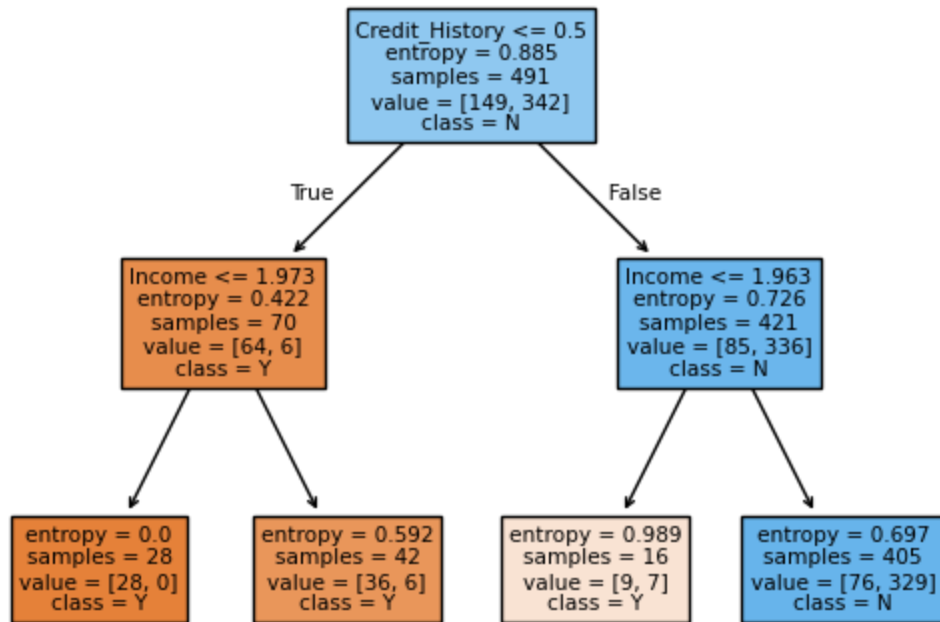 Credit_History <= 0.5
entropy = 0.885
samples = 491
value = [149, 342]
class = N
True
False
Income <= 1.973
entropy = 0.422
samples = 70
value = [64, 6]
class = Y
Income <= 1.963
entropy = 0.726
samples = 421
value = [85, 336]
class = N
entropy = 0.0
samples = 28
value = [28, 0]
class = Y
entropy = 0.592
samples = 42
value = [36, 6]
class = Y
entropy = 0.989
samples = 16
value = [9, 7]
class = Y
entropy = 0.697
samples = 405
value = [76, 329]
class = N